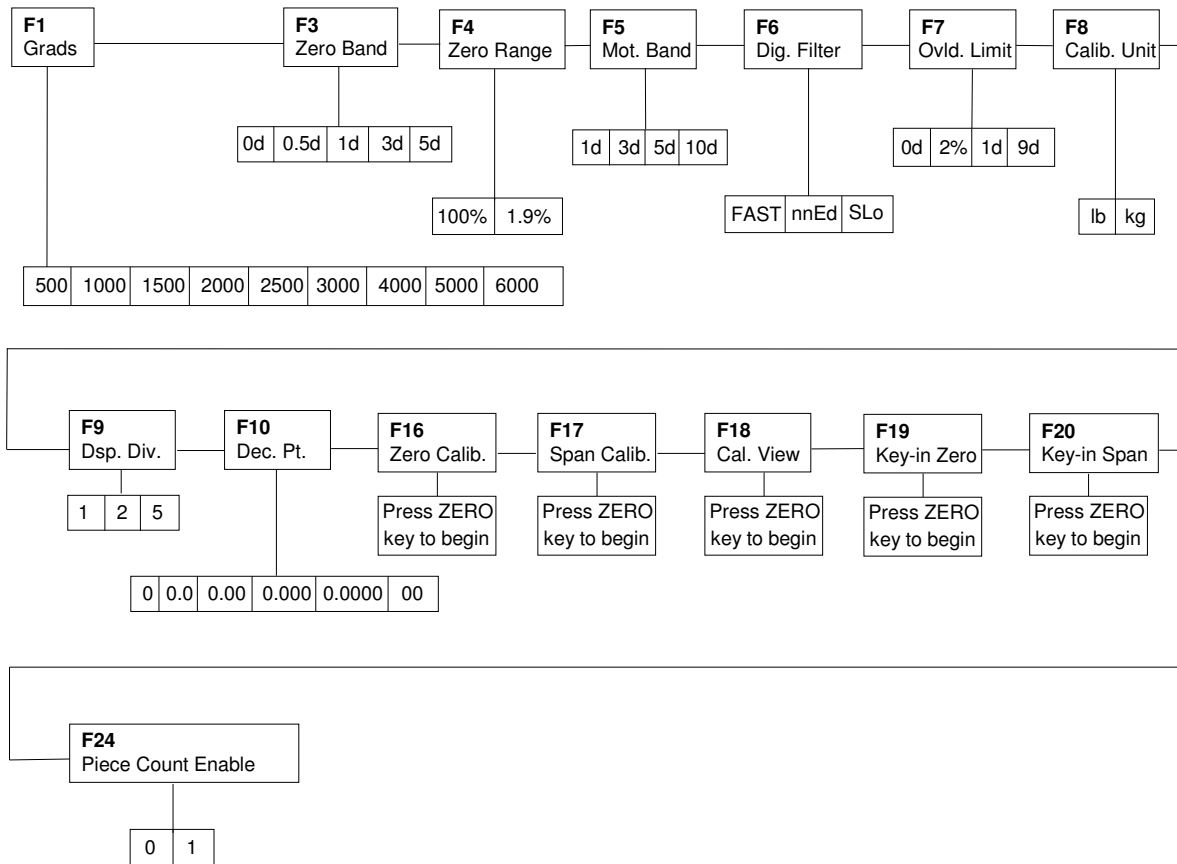 F1
Grads
F3
Zero Band
F4
Zero Range
F5
Mot. Band
F6
Dig. Filter
F7
Ovld. Limit
F8
Calib. Unit
0d 0.5d 1d 3d 5d
1d 3d 5d 10d
0d 2% 1d 9d
100% 1.9%
FAST nnEd SLo
lb kg
500 1000 1500 2000 2500 3000 4000 5000 6000
F9
Dsp. Div.
F10
Dec. Pt.
F16
Zero Calib.
F17
Span Calib.
F18
Cal. View
F19
Key-in Zero
F20
Key-in Span
1 2 5
Press ZERO
key to begin
Press ZERO
key to begin
Press ZERO
key to begin
Press ZERO
key to begin
Press ZERO
key to begin
0 0.0 0.00 0.000 0.0000 00
F24
Piece Count Enable
0 1